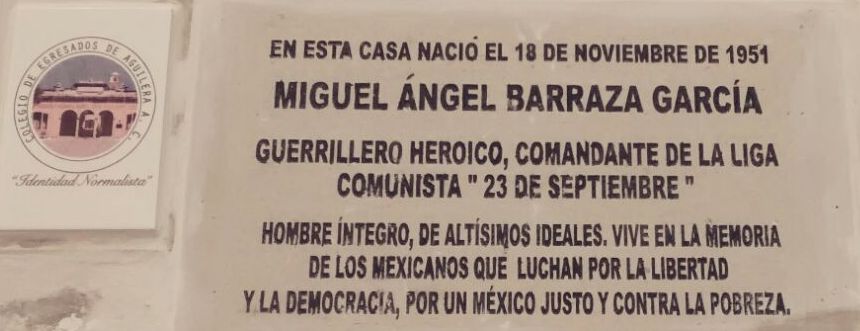 COLEGIO DE EGRESADOS DE AGUILERA A. C.
"Identidad Normalista"
EN ESTA CASA NACIÓ EL 18 DE NOVIEMBRE DE 1951
MIGUEL ÁNGEL BARRAZA GARCÍA
GUERRILLERO HEROICO, COMANDANTE DE LA LIGA
COMUNISTA " 23 DE SEPTIEMBRE "
HOMBRE ÍNTEGRO, DE ALTÍSIMOS IDEALES. VIVE EN LA MEMORIA
DE LOS MEXICANOS QUE LUCHAN POR LA LIBERTAD
Y LA DEMOCRACIA, POR UN MÉXICO JUSTO Y CONTRA LA POBREZA.